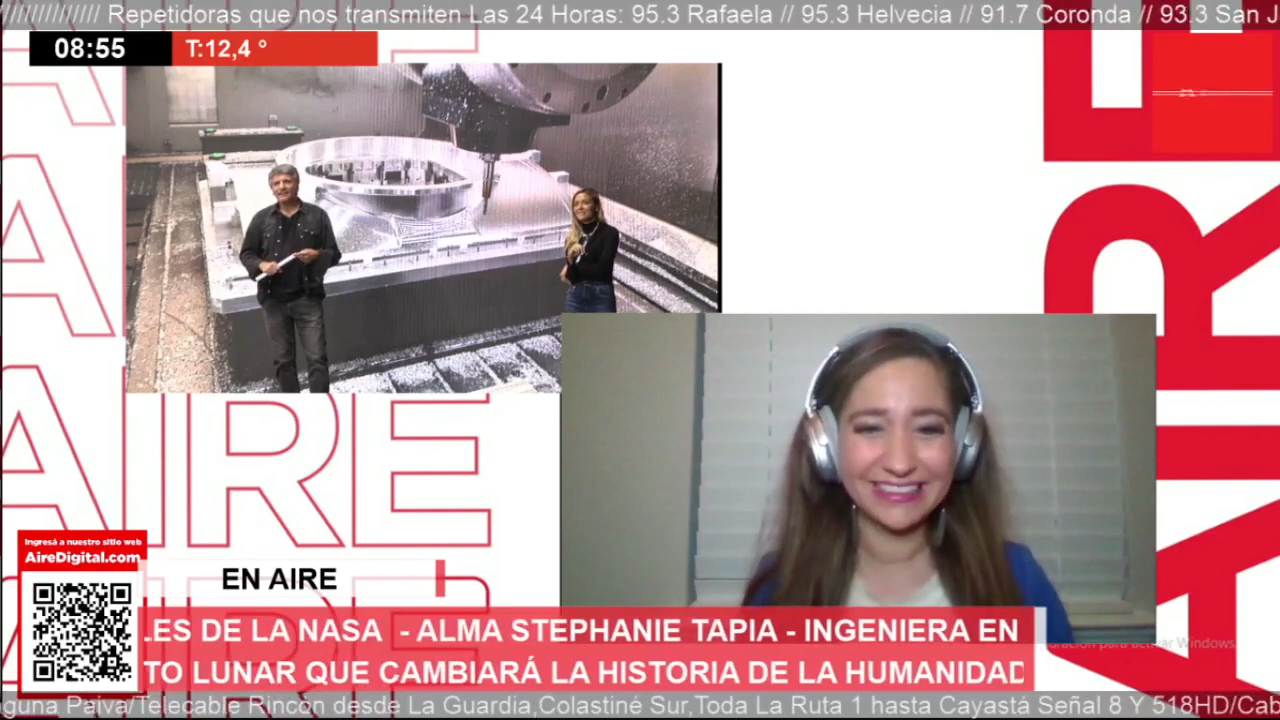 //////////// Repetidoras que nos transmiten Las 24 Horas: 95.3 Rafaela // 95.3 Helvecia // 91.7 Coronda // 93.3 San J
08:55 T:12,4 °
AIRE
AIRE
Ingresá a nuestro sitio web
AireDigital.com
EN AIRE
LES DE LA NASA - ALMA STEPHANIE TAPIA - INGENIERA EN
TO LUNAR QUE CAMBIARÁ LA HISTORIA DE LA HUMANIDAD
guna Paiva/Telecable Rincón desde La Guardia,Colastiné Sur,Toda La Ruta 1 hasta Cayastá Señal 8 Y 518HD/Cab